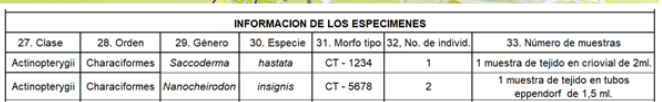 INFORMACION DE LOS ESPECIMENES
27. Clase 28. Orden 29. Género 30. Especie 31. Morfo tipo 32, No. de individ. 33. Número de muestras
Actinopterygii Characiformes Saccoderma hastata CT - 1234 1 1 muestra de tejido en criovial de 2ml.
Actinopterygii Characiformes Nanocheirodon insignis CT - 5678 2 1 muestra de tejido en tubos
eppendorf de 1,5 ml.